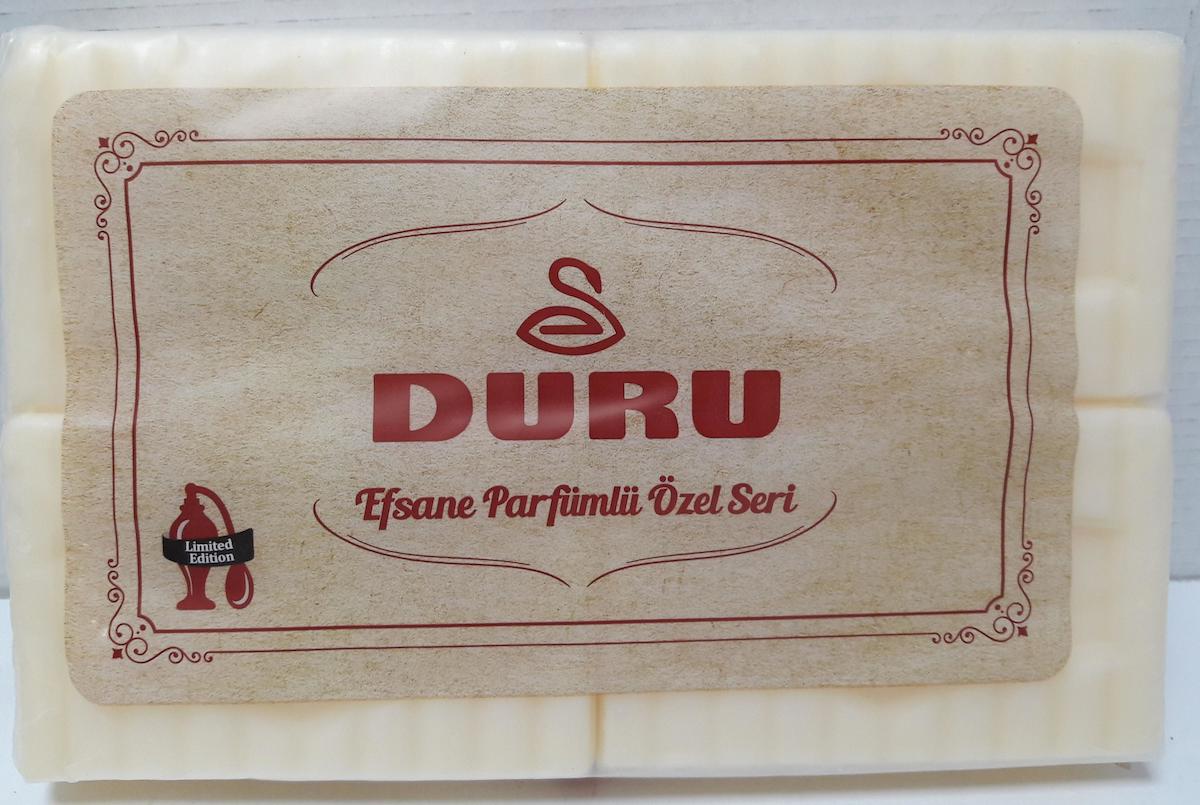 DURU
Efsane Parfümlü Özel Seri
Limited
Edition